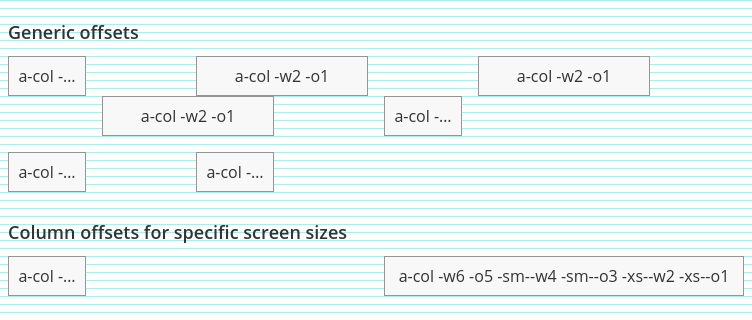 Generic offsets
a-col -... a-col -w2 -o1 a-col -w2 -o1
a-col -w2 -o1 a-col -...
a-col -... a-col -...
Column offsets for specific screen sizes
a-col -... a-col -w6 -o5 -sm--w4 -sm--o3 -xs--w2 -xs--o1